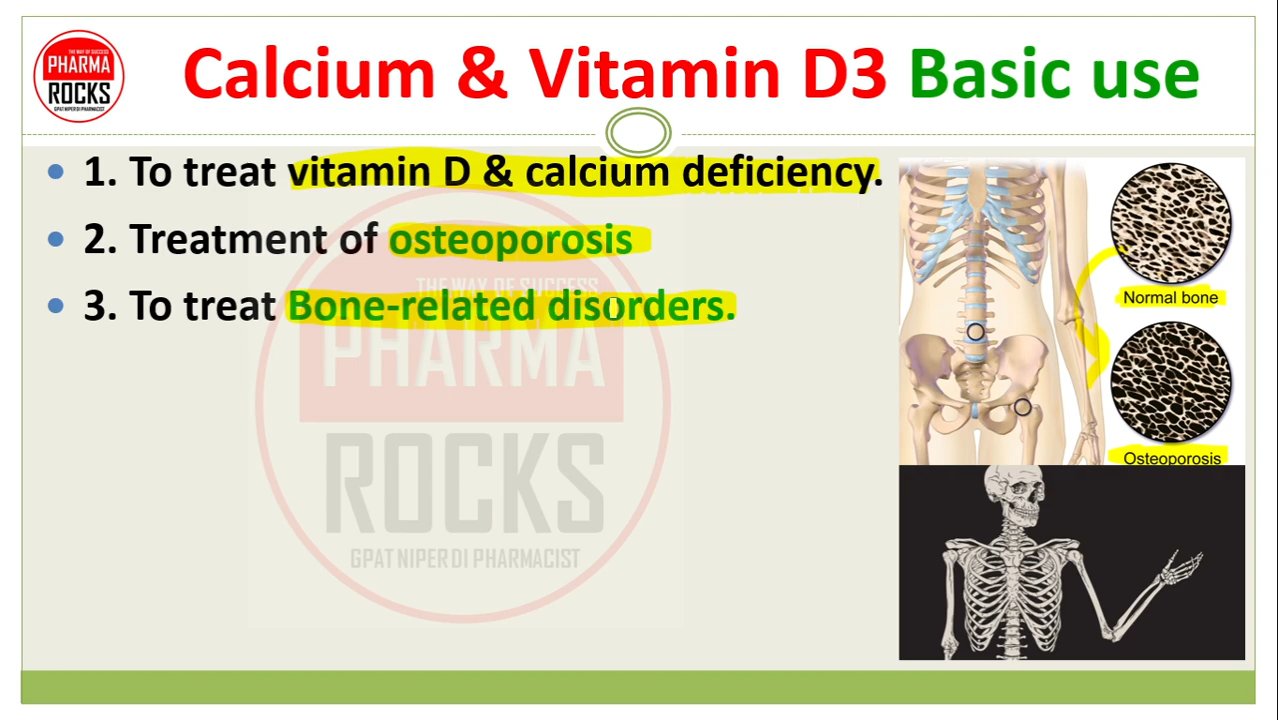 THE WAY OF SUCCESS
PHARMA
ROCKS
GPAT NIPER DI PHARMACIST
Calcium & Vitamin D3 Basic use
• 1. To treat vitamin D & calcium deficiency.
• 2. Treatment of osteoporosis
• 3. To treat Bone-related disorders.
THE WAY OF SUCCESS
PHARMA
ROCKS
GPAT NIPER DI PHARMACIST
Normal bone
Osteoporosis